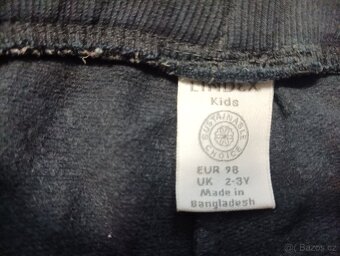 LINDEX
Kids
SUSTAINABLE
CHOICE
EUR 98
UK 2-3Y
Made in
Bangladesh
Bazos.cz